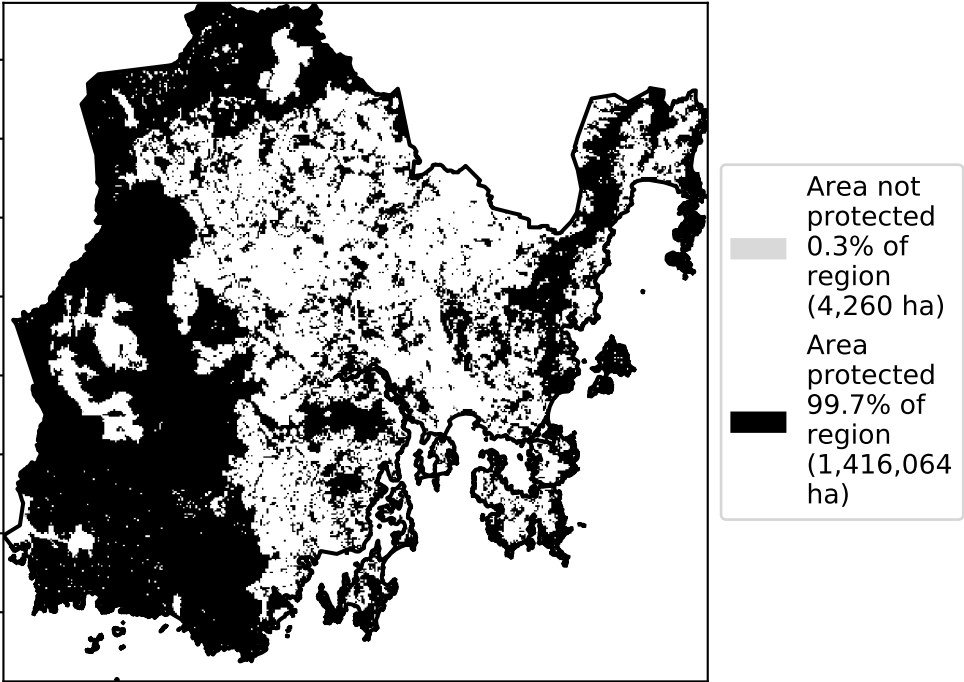 Area not
protected
0.3% of
region
(4,260 ha)
Area
protected
99.7% of
region
(1,416,064
ha)